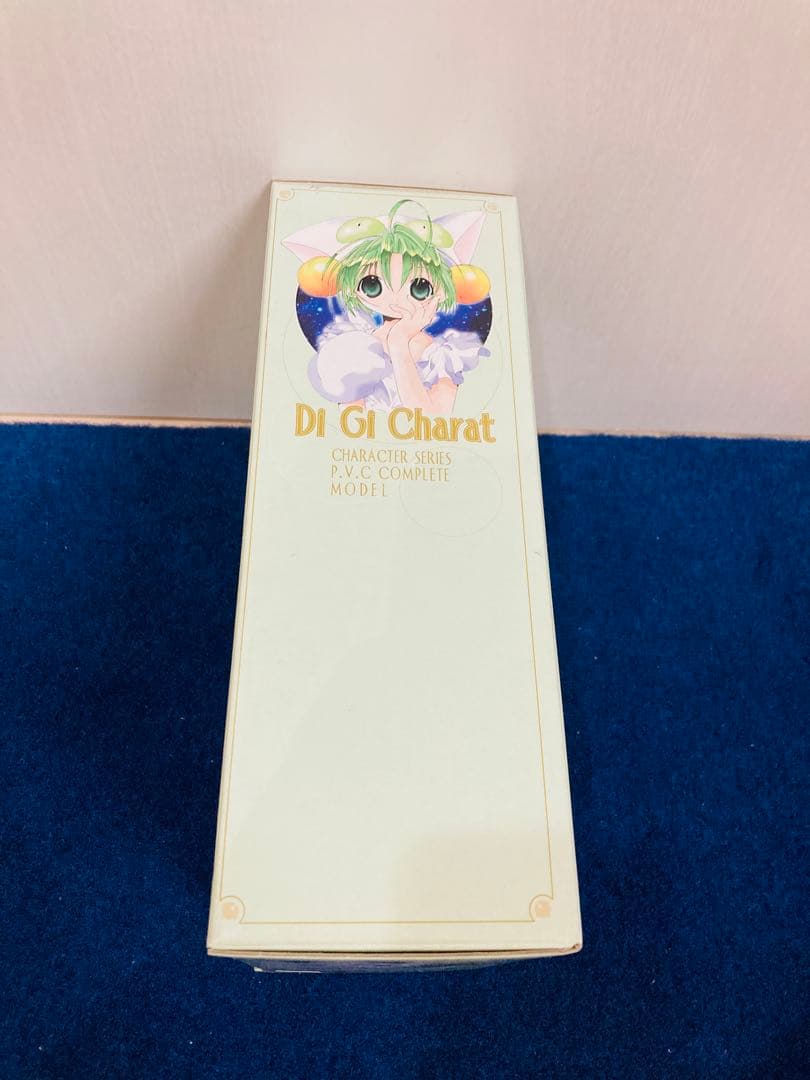 Di Gi Charat
CHARACTER SERIES
P.V.C COMPLETE
MODEL